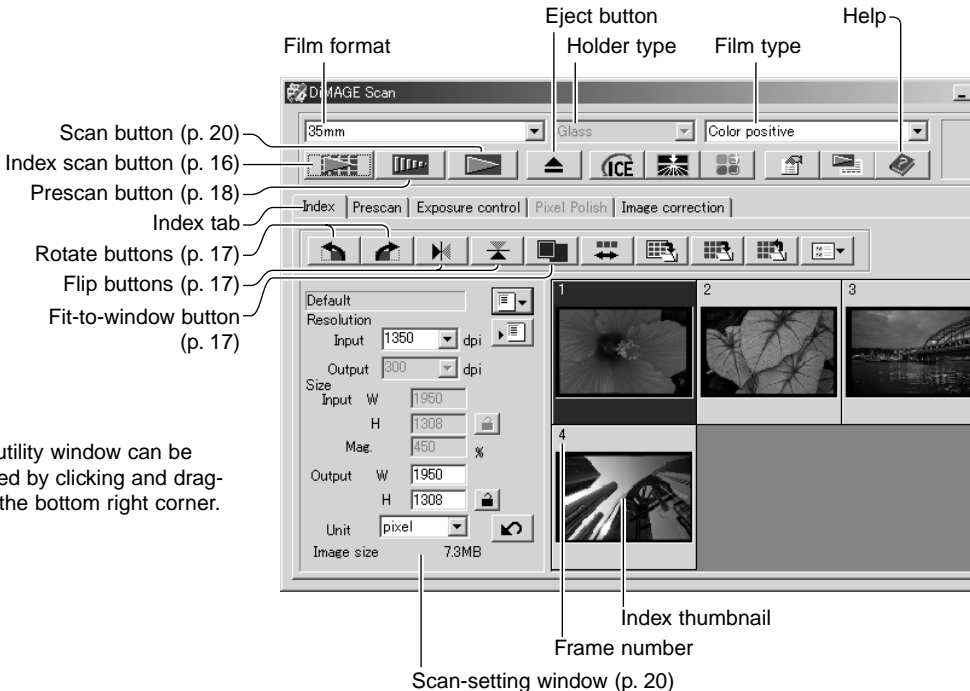 Eject button
Help
Film format
Holder type
Film type
DiMAGE Scan
Scan button (p. 20)
35mm
Glass
Color positive
Index scan button (p. 16)
ICE
Prescan button (p. 18)
Index tab
Index
Prescan
Exposure control
Pixel Polish
Image correction
Rotate buttons (p. 17)
Flip buttons (p. 17)
Fit-to-window button
(p. 17)
Default
Resolution
Input 1350 dpi
Output 300 dpi
Size
Input W 1950
H 1308
Mag. 450 %
Output W 1950
H 1308
Unit pixel
Image size 7.3MB
1
2
3
4
utility window can be
ed by clicking and drag-
the bottom right corner.
Index thumbnail
Frame number
Scan-setting window (p. 20)